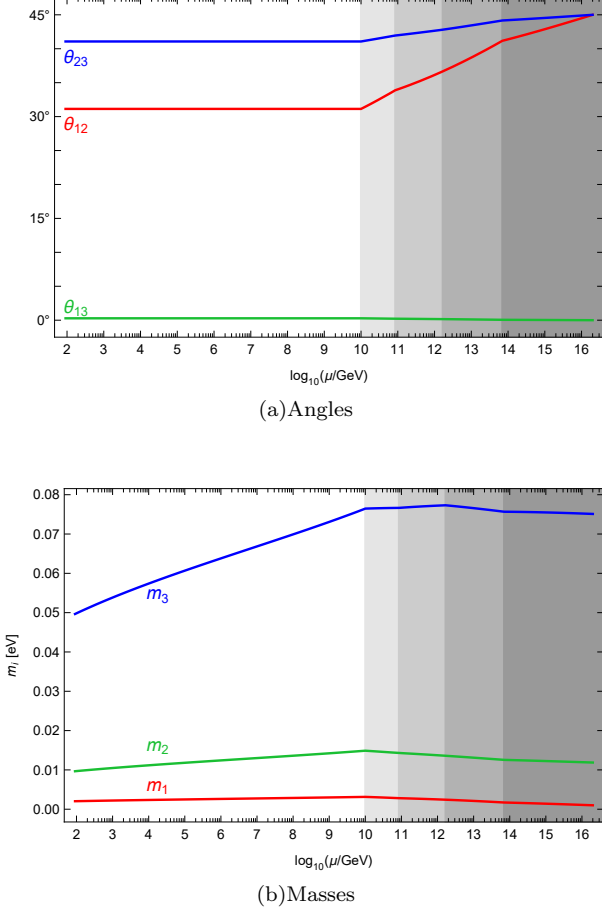 45°
θ23
30°
θ12
15°
θ13
0°
2 3 4 5 6 7 8 9 10 11 12 13 14 15 16
log10(μ/GeV)
(a)Angles
0.08
0.07
0.06
m3
0.05
mi [eV]
0.04
0.03
0.02
m2
0.01
m1
0.00
2 3 4 5 6 7 8 9 10 11 12 13 14 15 16
log10(μ/GeV)
(b)Masses